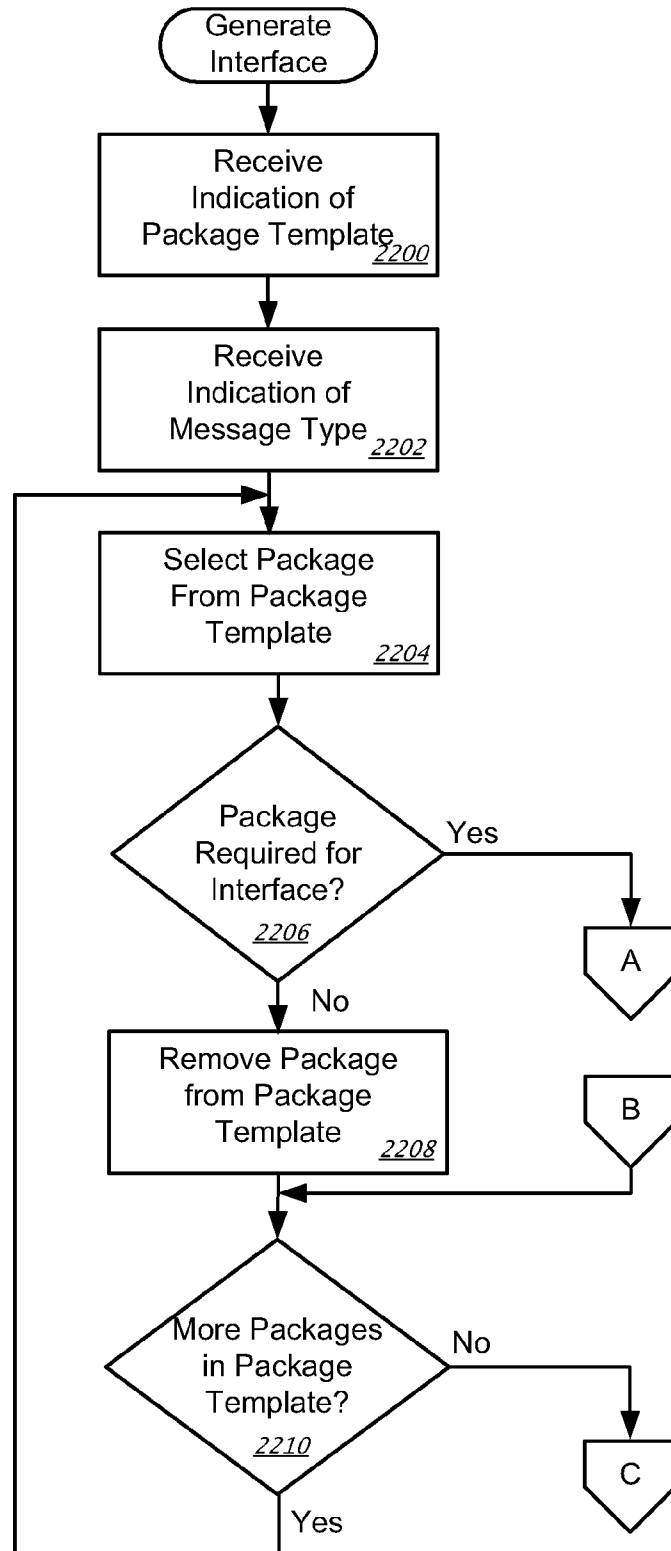 Generate
Interface
Receive
Indication of
Package Template
2200
Receive
Indication of
Message Type
2202
Select Package
From Package
Template
2204
Package
Required for
Interface?
2206
Yes
A
No
Remove Package
from Package
Template
2208
B
More Packages
in Package
Template?
2210
No
C
Yes